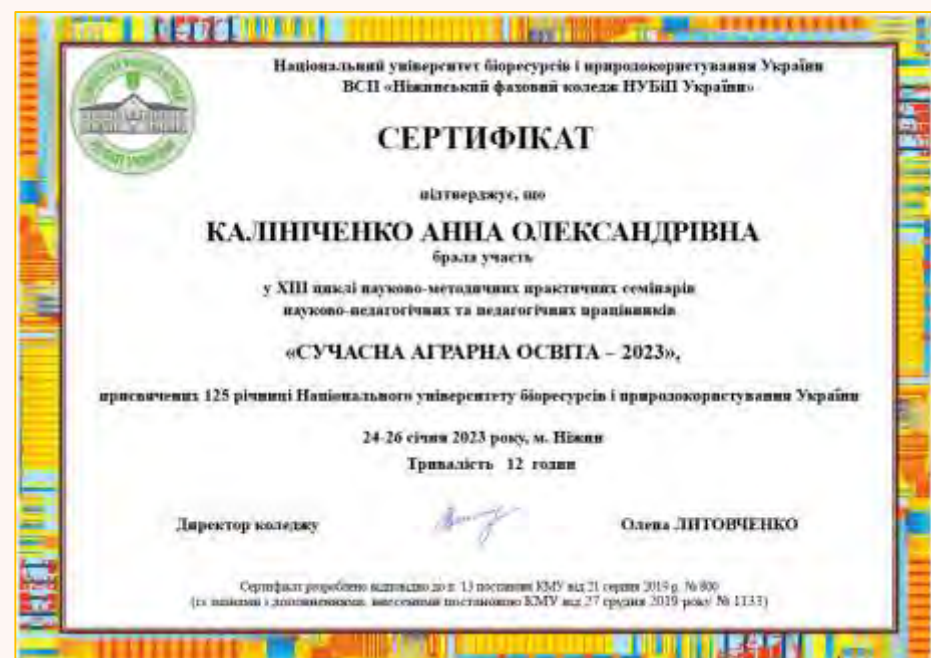 Національний університет біоресурсів і природокористування України
ВСП «Ніжинський фаховий коледж НУБіП України»
СЕРТИФІКАТ
підтверджує, що
КАЛІНІЧЕНКО АННА ОЛЕКСАНДРІВНА
брала участь
у XIII циклі науково-методичних практичних семінарів
науково-педагогічних та педагогічних працівників
«СУЧАСНА АГРАРНА ОСВІТА – 2023»,
присвячених 125 річниці Національного університету біоресурсів і природокористування України
24-26 січня 2023 року, м. Ніжин
Тривалість 12 годин
Директор коледжу Олена ЛИТОВЧЕНКО
Сертифікат розроблено відповідно до п. 13 постанови КМУ від 21 серпня 2019 р. № 800
(із змінами і доповненнями, внесеними постановою КМУ від 27 грудня 2019 року № 1133)